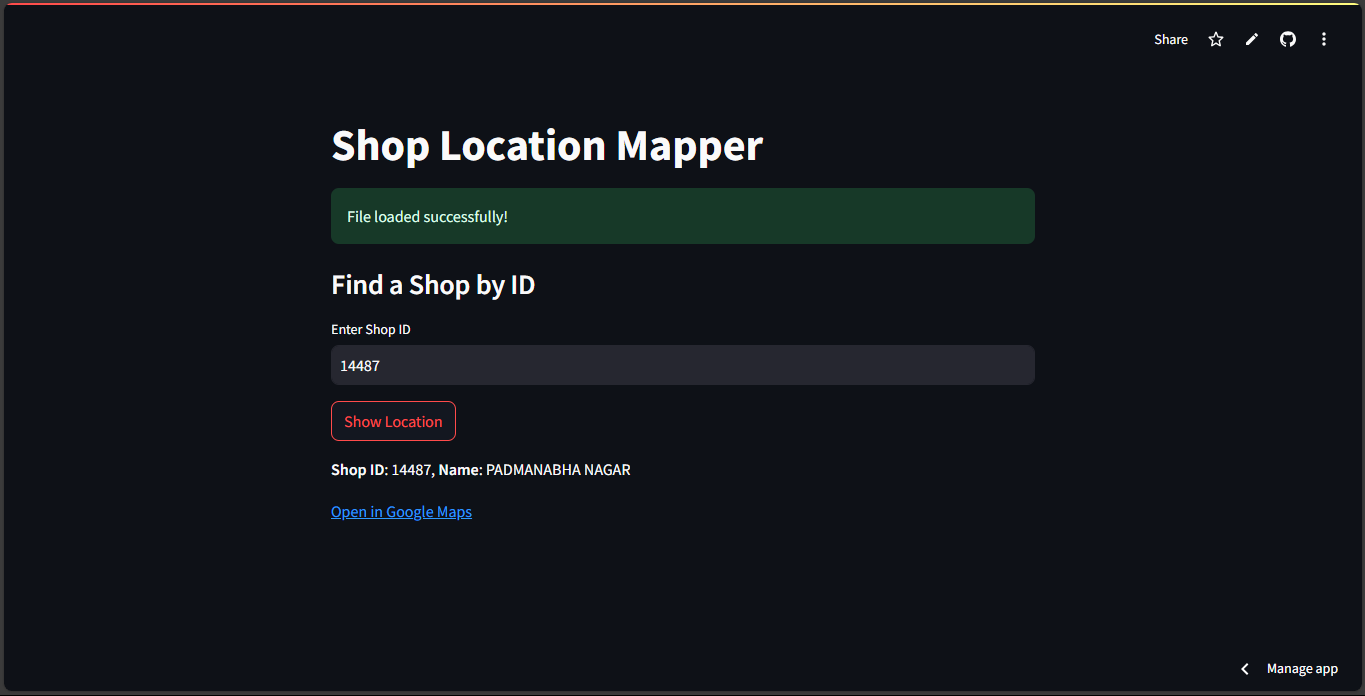 Share
Shop Location Mapper
File loaded successfully!
Find a Shop by ID
Enter Shop ID
14487
Show Location
Shop ID: 14487, Name: PADMANABHA NAGAR
Open in Google Maps
Manage app